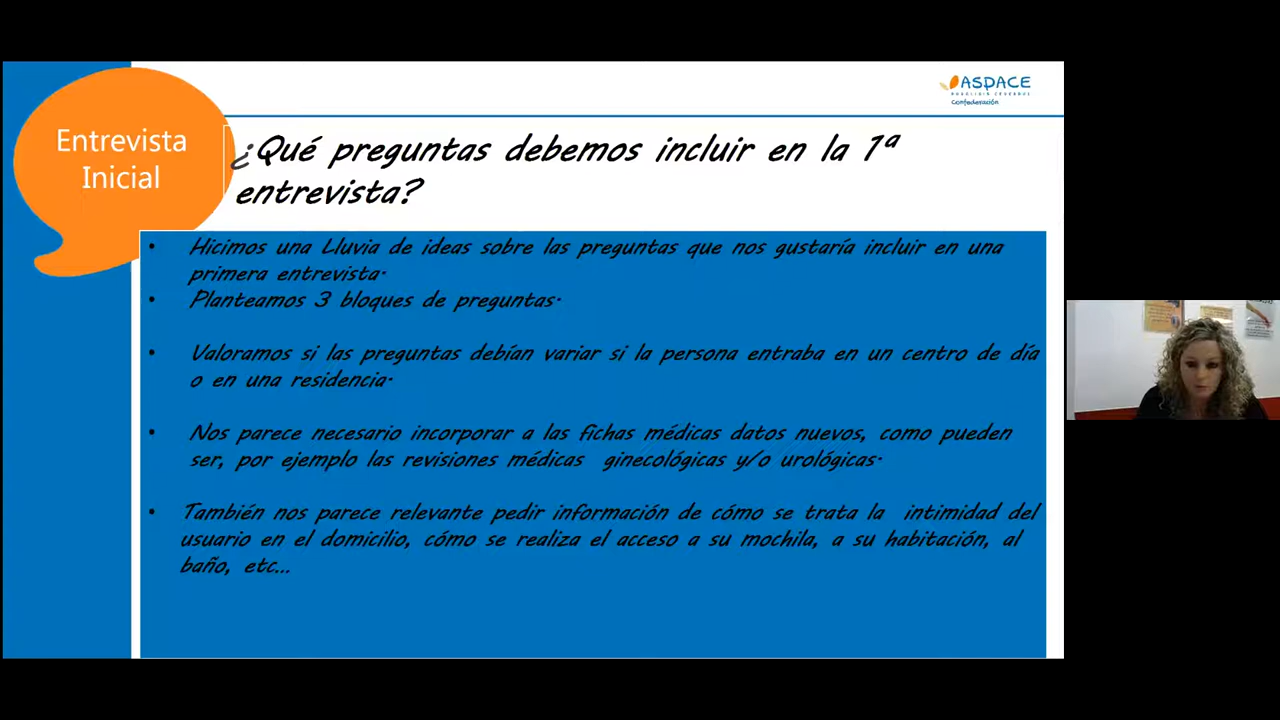 Entrevista
Inicial
ASPACE
PARÁLISIS CEREBRAL
Confederación
¿Qué preguntas debemos incluir en la 1ª
entrevista?
• Hicimos una Lluvia de ideas sobre las preguntas que nos gustaría incluir en una
primera entrevista.
• Planteamos 3 bloques de preguntas.
• Valoramos si las preguntas debían variar si la persona entraba en un centro de día
o en una residencia.
• Nos parece necesario incorporar a las fichas médicas datos nuevos, como pueden
ser, por ejemplo las revisiones médicas ginecológicas y/o urológicas.
• También nos parece relevante pedir información de cómo se trata la intimidad del
usuario en el domicilio, cómo se realiza el acceso a su mochila, a su habitación, al
baño, etc...